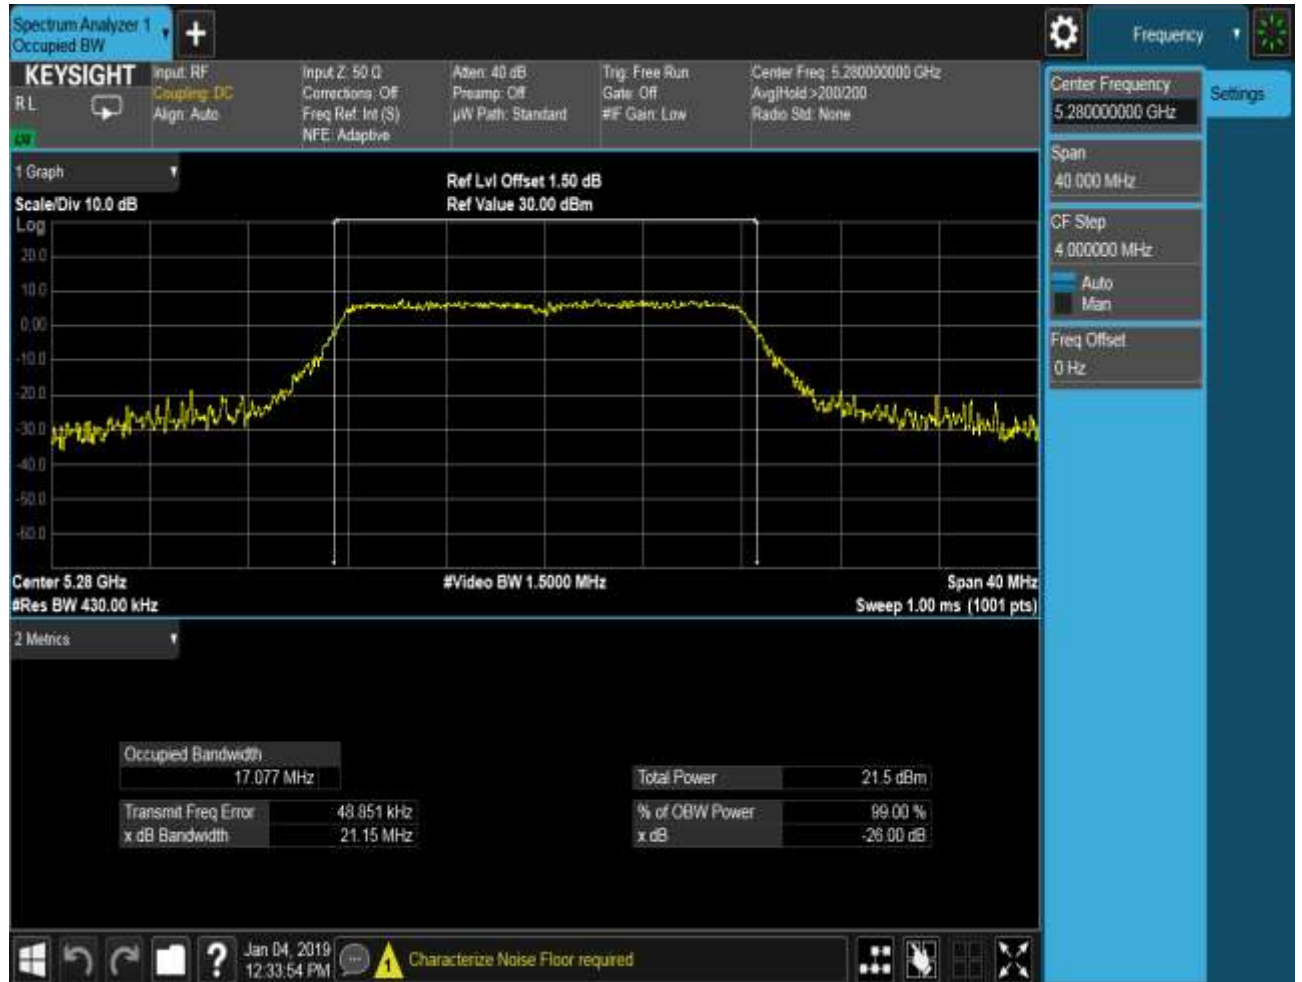 Spectrum Analyzer 1
Occupied BW
+
Frequency
KEYSIGHT
RL
Input: RF
Coupling: DC
Align: Auto
Input Z: 50 Ω
Corrections: Off
Freq Ref: Int (S)
NFE: Adaptive
Atten: 40 dB
Preamp: Off
µW Path: Standard
Trig: Free Run
Gate: Off
#IF Gain: Low
Center Freq: 5.280000000 GHz
Avg|Hold:>200/200
Radio Std: None
Center Frequency
5.280000000 GHz
Settings
Span
40.000 MHz
CF Step
4.000000 MHz
Auto
Man
Freq Offset
0 Hz
1 Graph
Scale/Div 10.0 dB
Ref Lvl Offset 1.50 dB
Ref Value 30.00 dBm
Log
20.0
10.0
0.00
-10.0
-20.0
-30.0
-40.0
-50.0
-60.0
Center 5.28 GHz
#Video BW 1.5000 MHz
Span 40 MHz
#Res BW 430.00 kHz
Sweep 1.00 ms (1001 pts)
2 Metrics
Occupied Bandwidth
17.077 MHz
Total Power 21.5 dBm
Transmit Freq Error 48.851 kHz
% of OBW Power 99.00 %
x dB Bandwidth 21.15 MHz
x dB -26.00 dB
?
Jan 04, 2019
12:33:54 PM
1
Characterize Noise Floor required